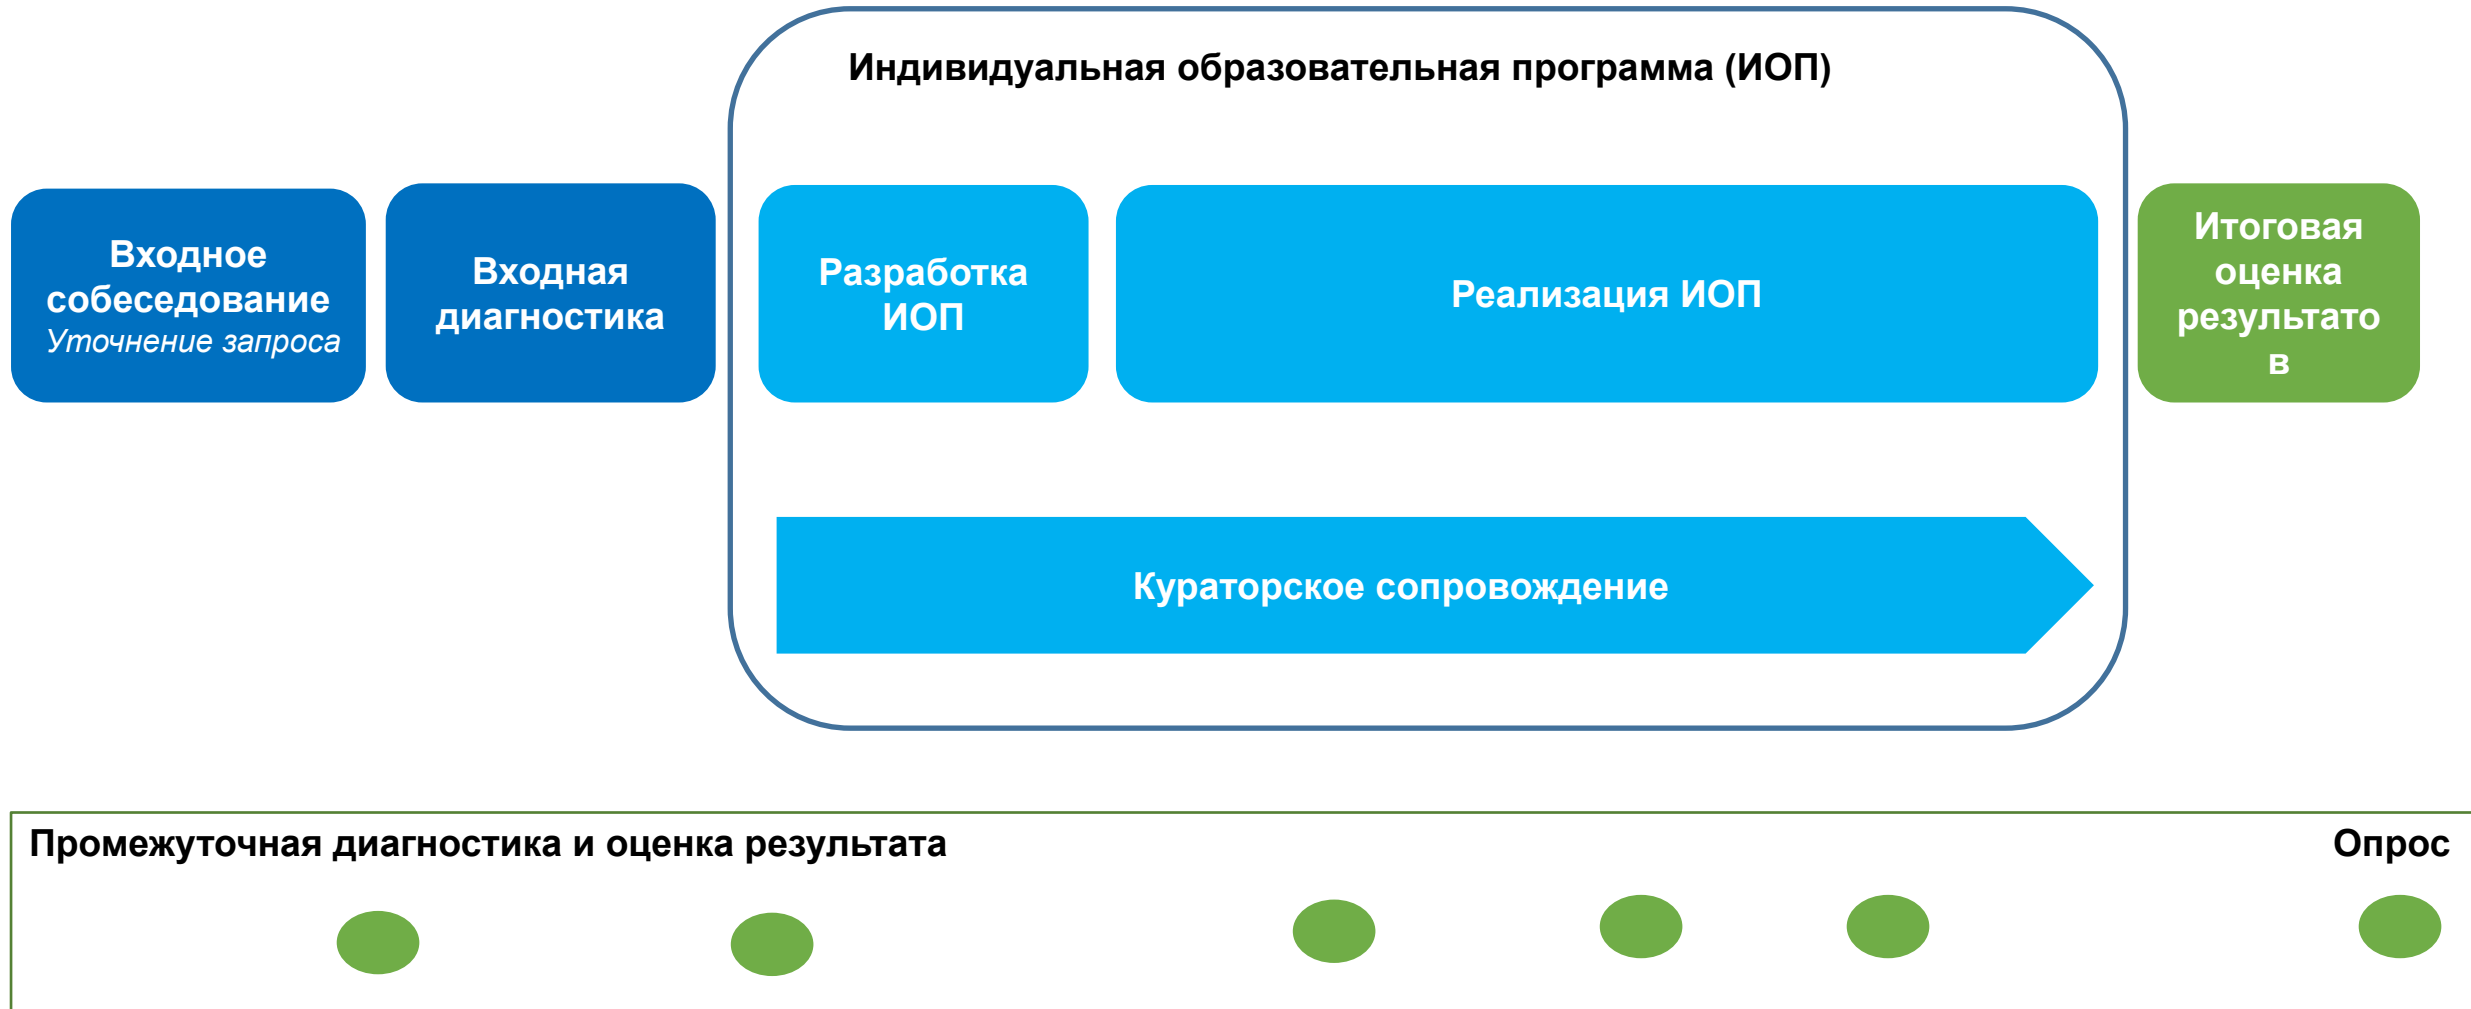 Индивидуальная образовательная программа (ИОП)
Входное
собеседование
Уточнение запроса
Входная
диагностика
Разработка
ИОП
Реализация ИОП
Итоговая
оценка
результато
в
Кураторское сопровождение
Промежуточная диагностика и оценка результата
Опрос